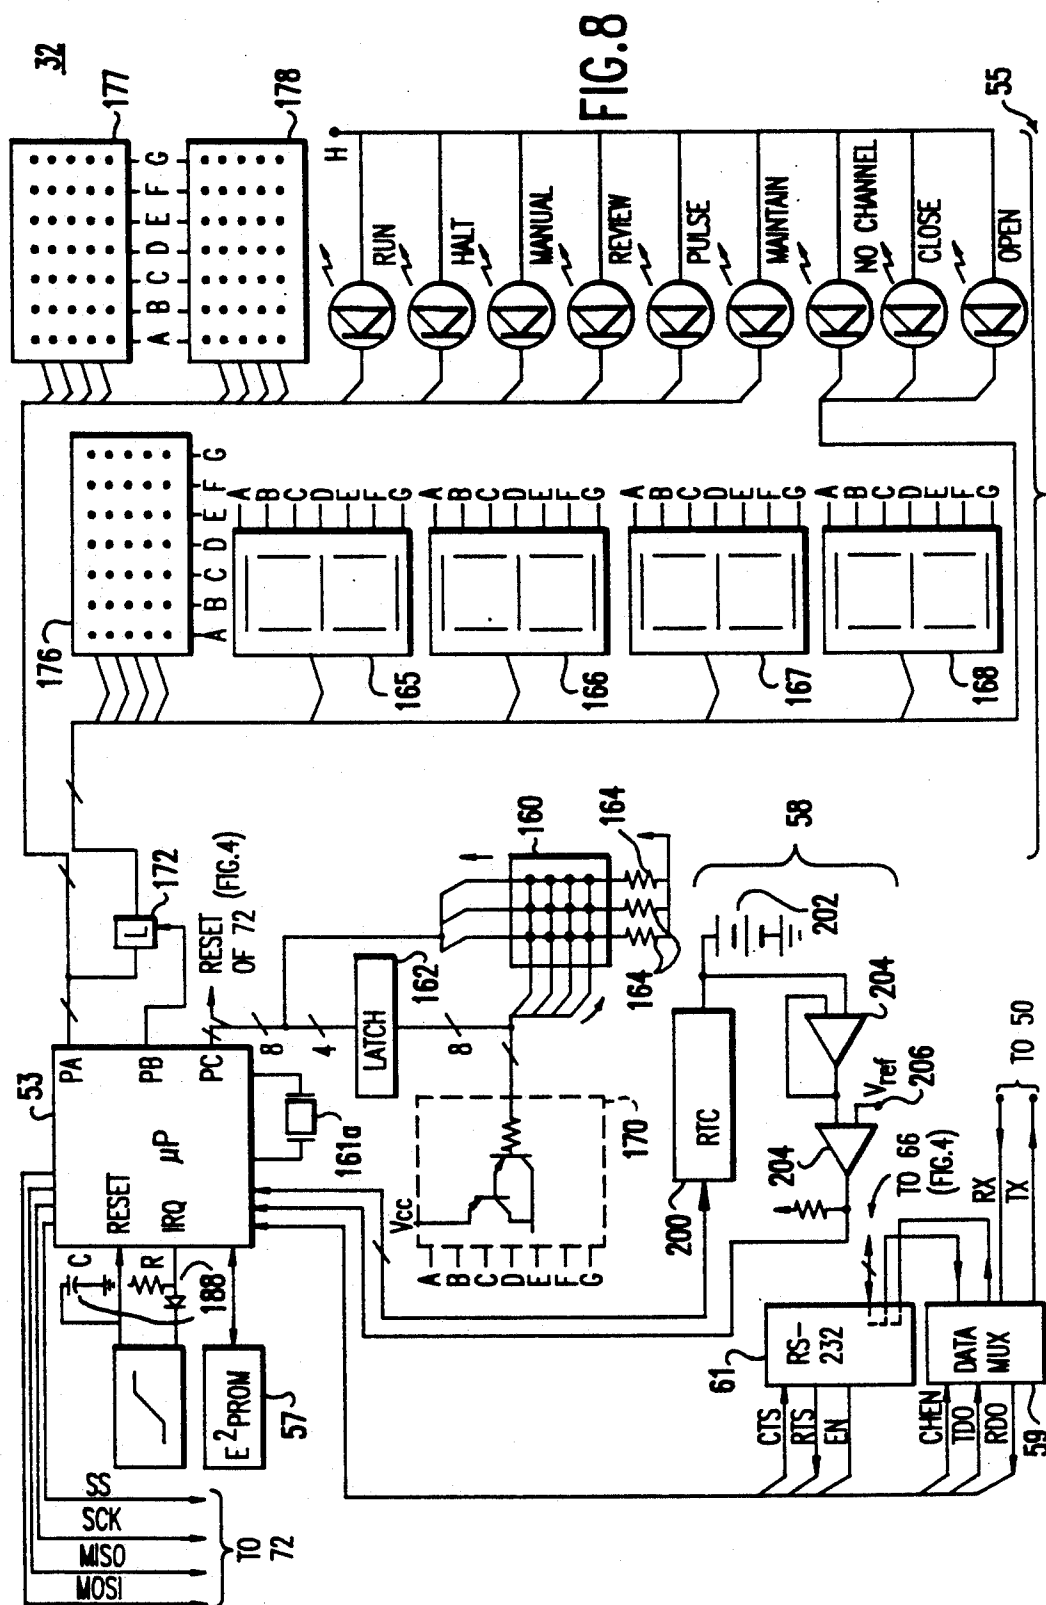 FIG.8
32
177
A B C D E F G
178
H
RUN
HALT
MANUAL
REVIEW
PULSE
MAINTAIN
NO CHANNEL
CLOSE
OPEN
55
176
A B C D E F G
A
B
C
D
E
F
G
165
A
B
C
D
E
F
G
166
A
B
C
D
E
F
G
167
A
B
C
D
E
F
G
168
53
PA
PB
PC
RESET
IRQ
μP
L
172
RESET
OF 72 (FIG.4)
8
4
LATCH
162
8
160
164
164
161a
C
R
188
E²PROM
57
SS
SCK
MISO
MOSI
TO
72
Vcc
A
B
C
D
E
F
G
170
RTC
200
58
202
204
204
Vref
206
TO 66
(FIG.4)
RS-
232
61
CTS
RTS
EN
DATA
MUX
59
CHEN
TDO
RDO
RX
TX
TO 50